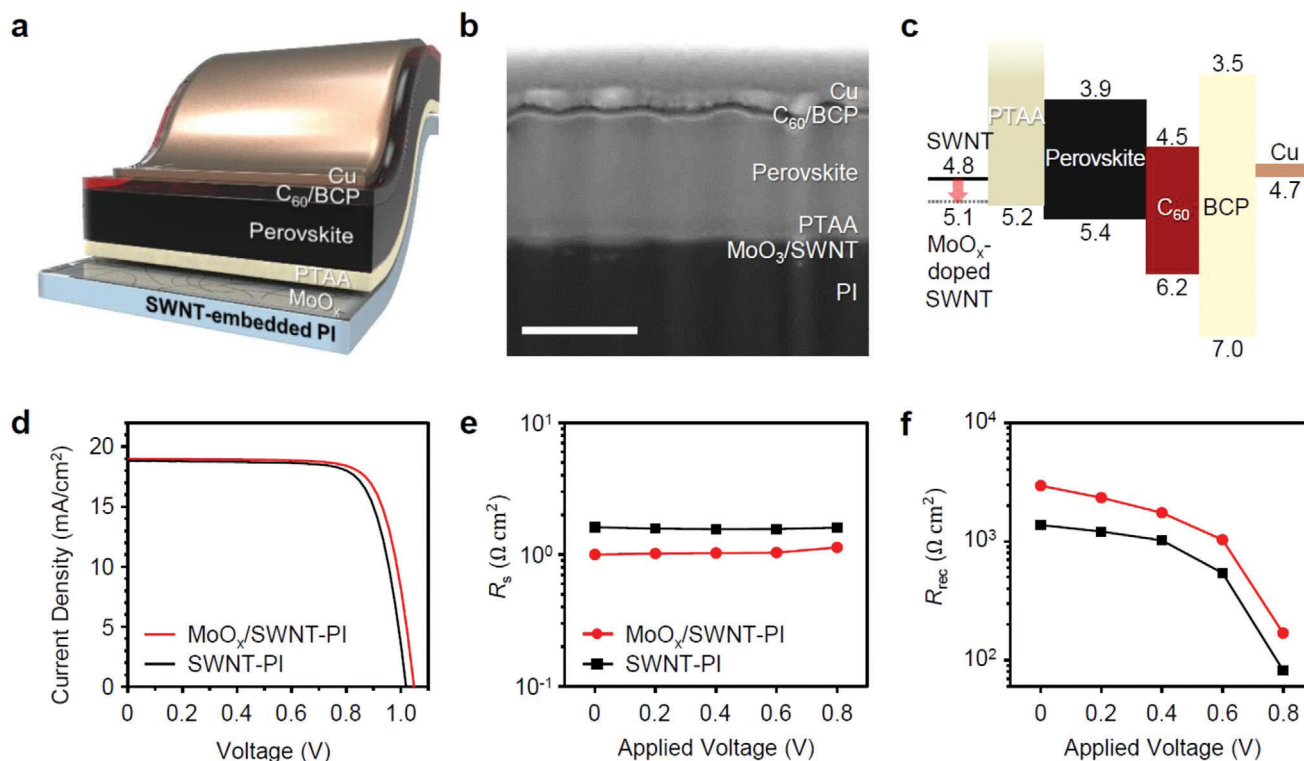 a
Cu
C₆₀/BCP
Perovskite
PTAA
MoOₓ
SWNT-embedded PI
b
Cu
C₆₀/BCP
Perovskite
PTAA
MoO₃/SWNT
PI
c
3.5
3.9
PTAA
4.5
SWNT
4.8
Perovskite
Cu
4.7
C₆₀
BCP
5.1
5.2
5.4
MoOₓ-
doped
SWNT
6.2
7.0
d
Current Density (mA/cm²)
20
15
10
5
0
MoOₓ/SWNT-PI
SWNT-PI
0
0.2
0.4
0.6
0.8
1.0
Voltage (V)
e
Rₛ (Ω cm²)
10¹
10⁰
10⁻¹
MoOₓ/SWNT-PI
SWNT-PI
0
0.2
0.4
0.6
0.8
Applied Voltage (V)
f
R_rec (Ω cm²)
10⁴
10³
10²
0
0.2
0.4
0.6
0.8
Applied Voltage (V)